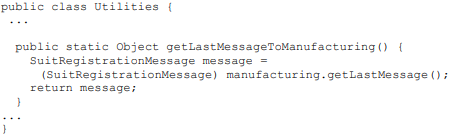 public class Utilities {
...
public static Object getLastMessageToManufacturing() {
SuitRegistrationMessage message =
(SuitRegistrationMessage) manufacturing.getLastMessage();
return message;
}
...
}